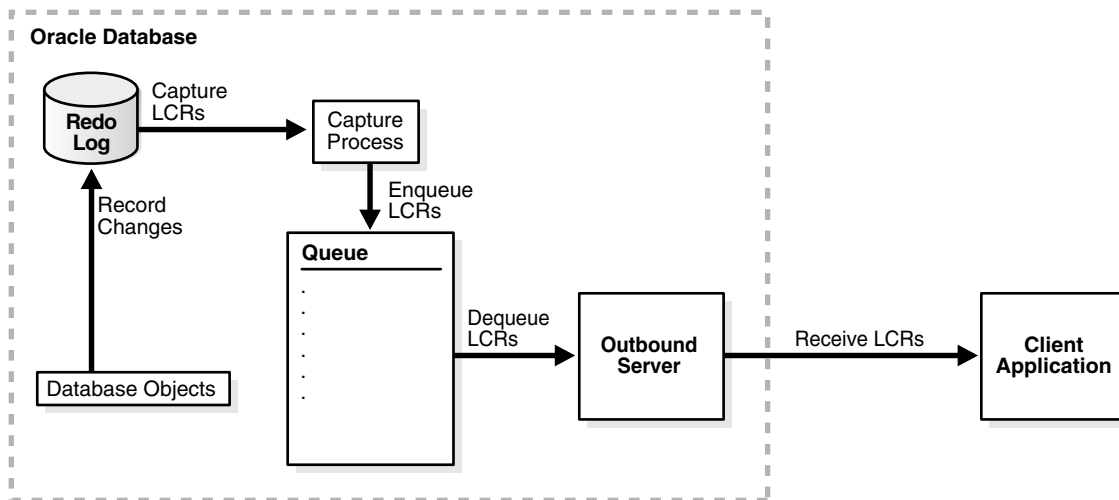 Oracle Database
Redo
Log
Capture
LCRs
Capture
Process
Record
Changes
Enqueue
LCRs
Queue
.
.
.
.
.
.
Dequeue
LCRs
Database Objects
Outbound
Server
Receive LCRs
Client
Application